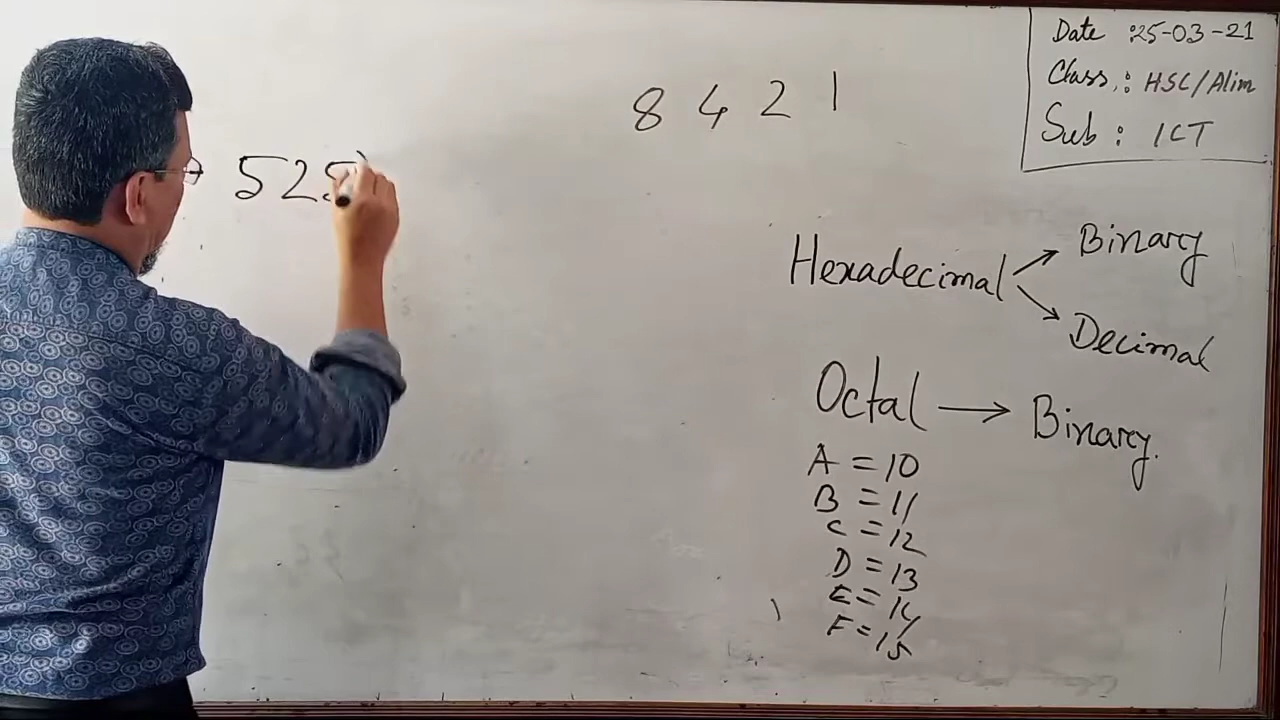 Date :25-03-21
Class : HSC/Alim
Sub : ICT
8 4 2 1
525
Hexadecimal
Binary
Decimal
Octal → Binary.
A = 10
B = 11
C = 12
D = 13
E = 14
F = 15